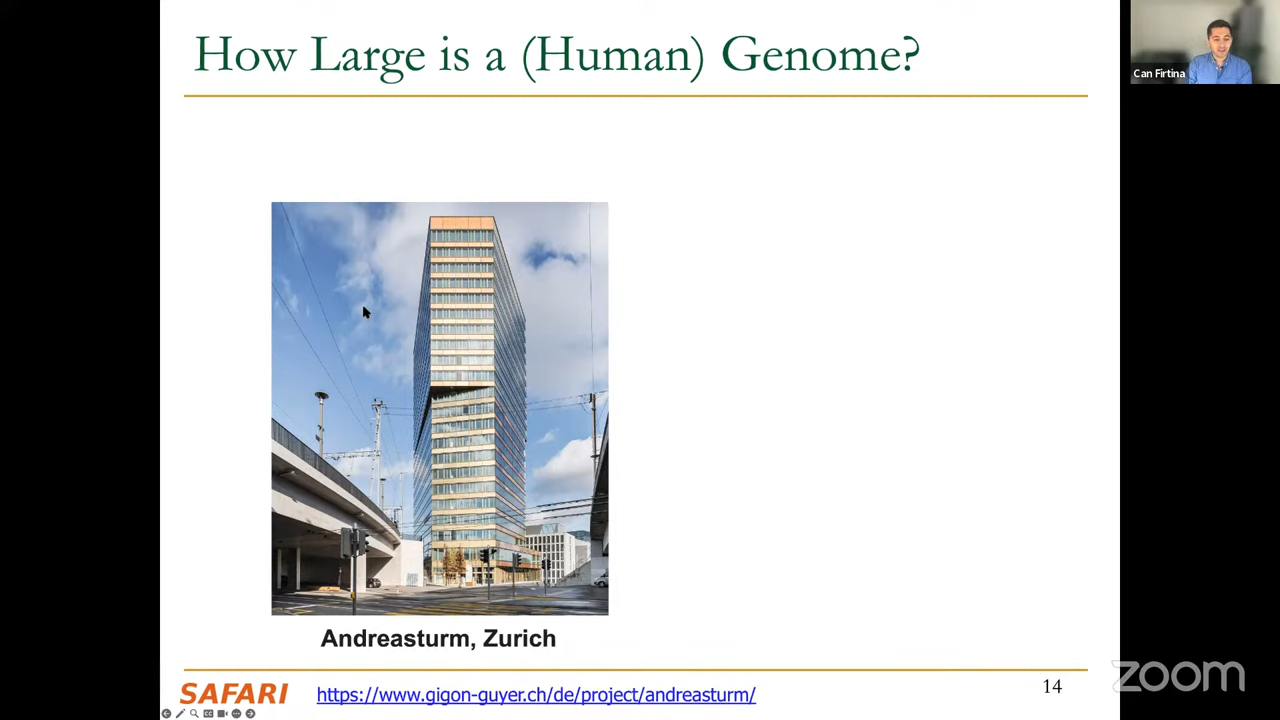 How Large is a (Human) Genome?
Can Firtina
Andreasturm, Zurich
SAFARI
https://www.gigon-guyer.ch/de/project/andreasturm/
14
zoom